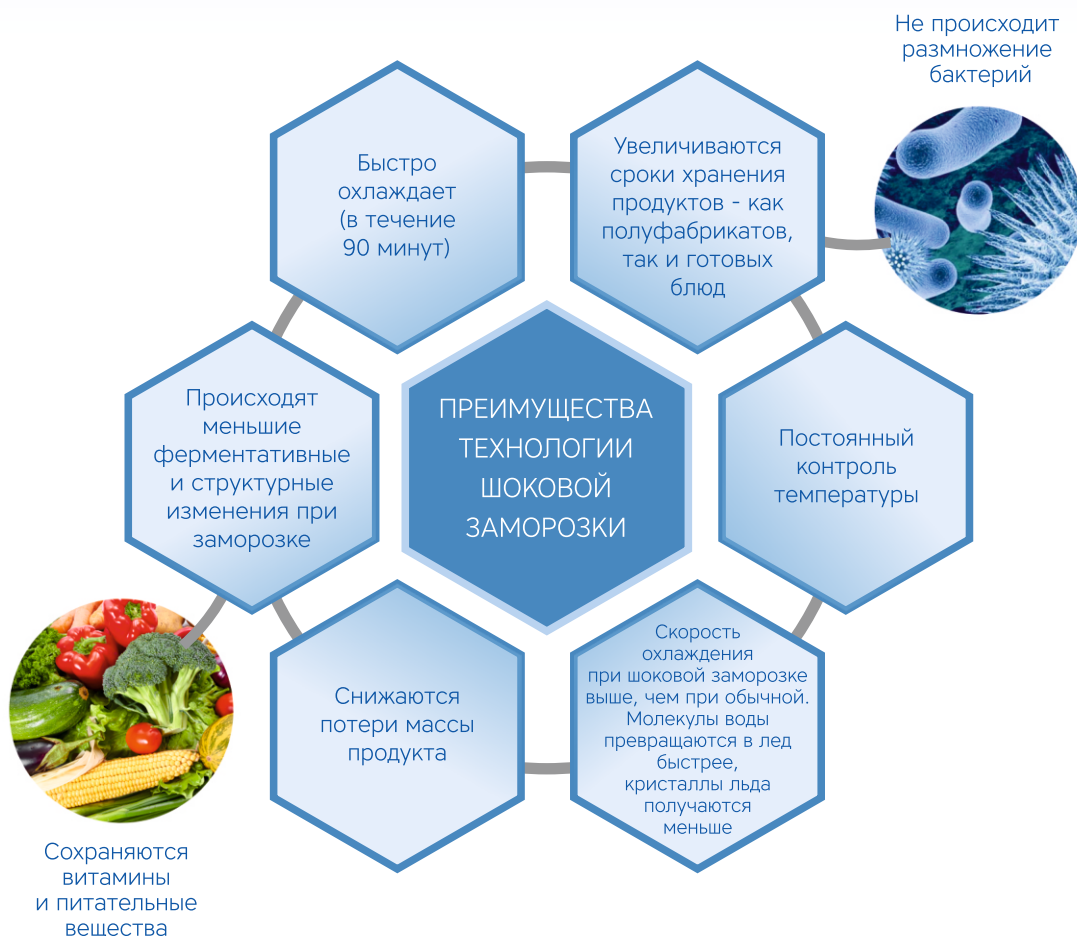 Не происходит
размножение
бактерий
Быстро
охлаждает
(в течение
90 минут)
Увеличиваются
сроки хранения
продуктов - как
полуфабрикатов,
так и готовых
блюд
Происходят
меньшие
ферментативные
и структурные
изменения при
заморозке
ПРЕИМУЩЕСТВА
ТЕХНОЛОГИИ
ШОКОВОЙ
ЗАМОРОЗКИ
Постоянный
контроль
температуры
Снижаются
потери массы
продукта
Скорость
охлаждения
при шоковой заморозке
выше, чем при обычной.
Молекулы воды
превращаются в лед
быстрее,
кристаллы льда
получаются
меньше
Сохраняются
витамины
и питательные
вещества